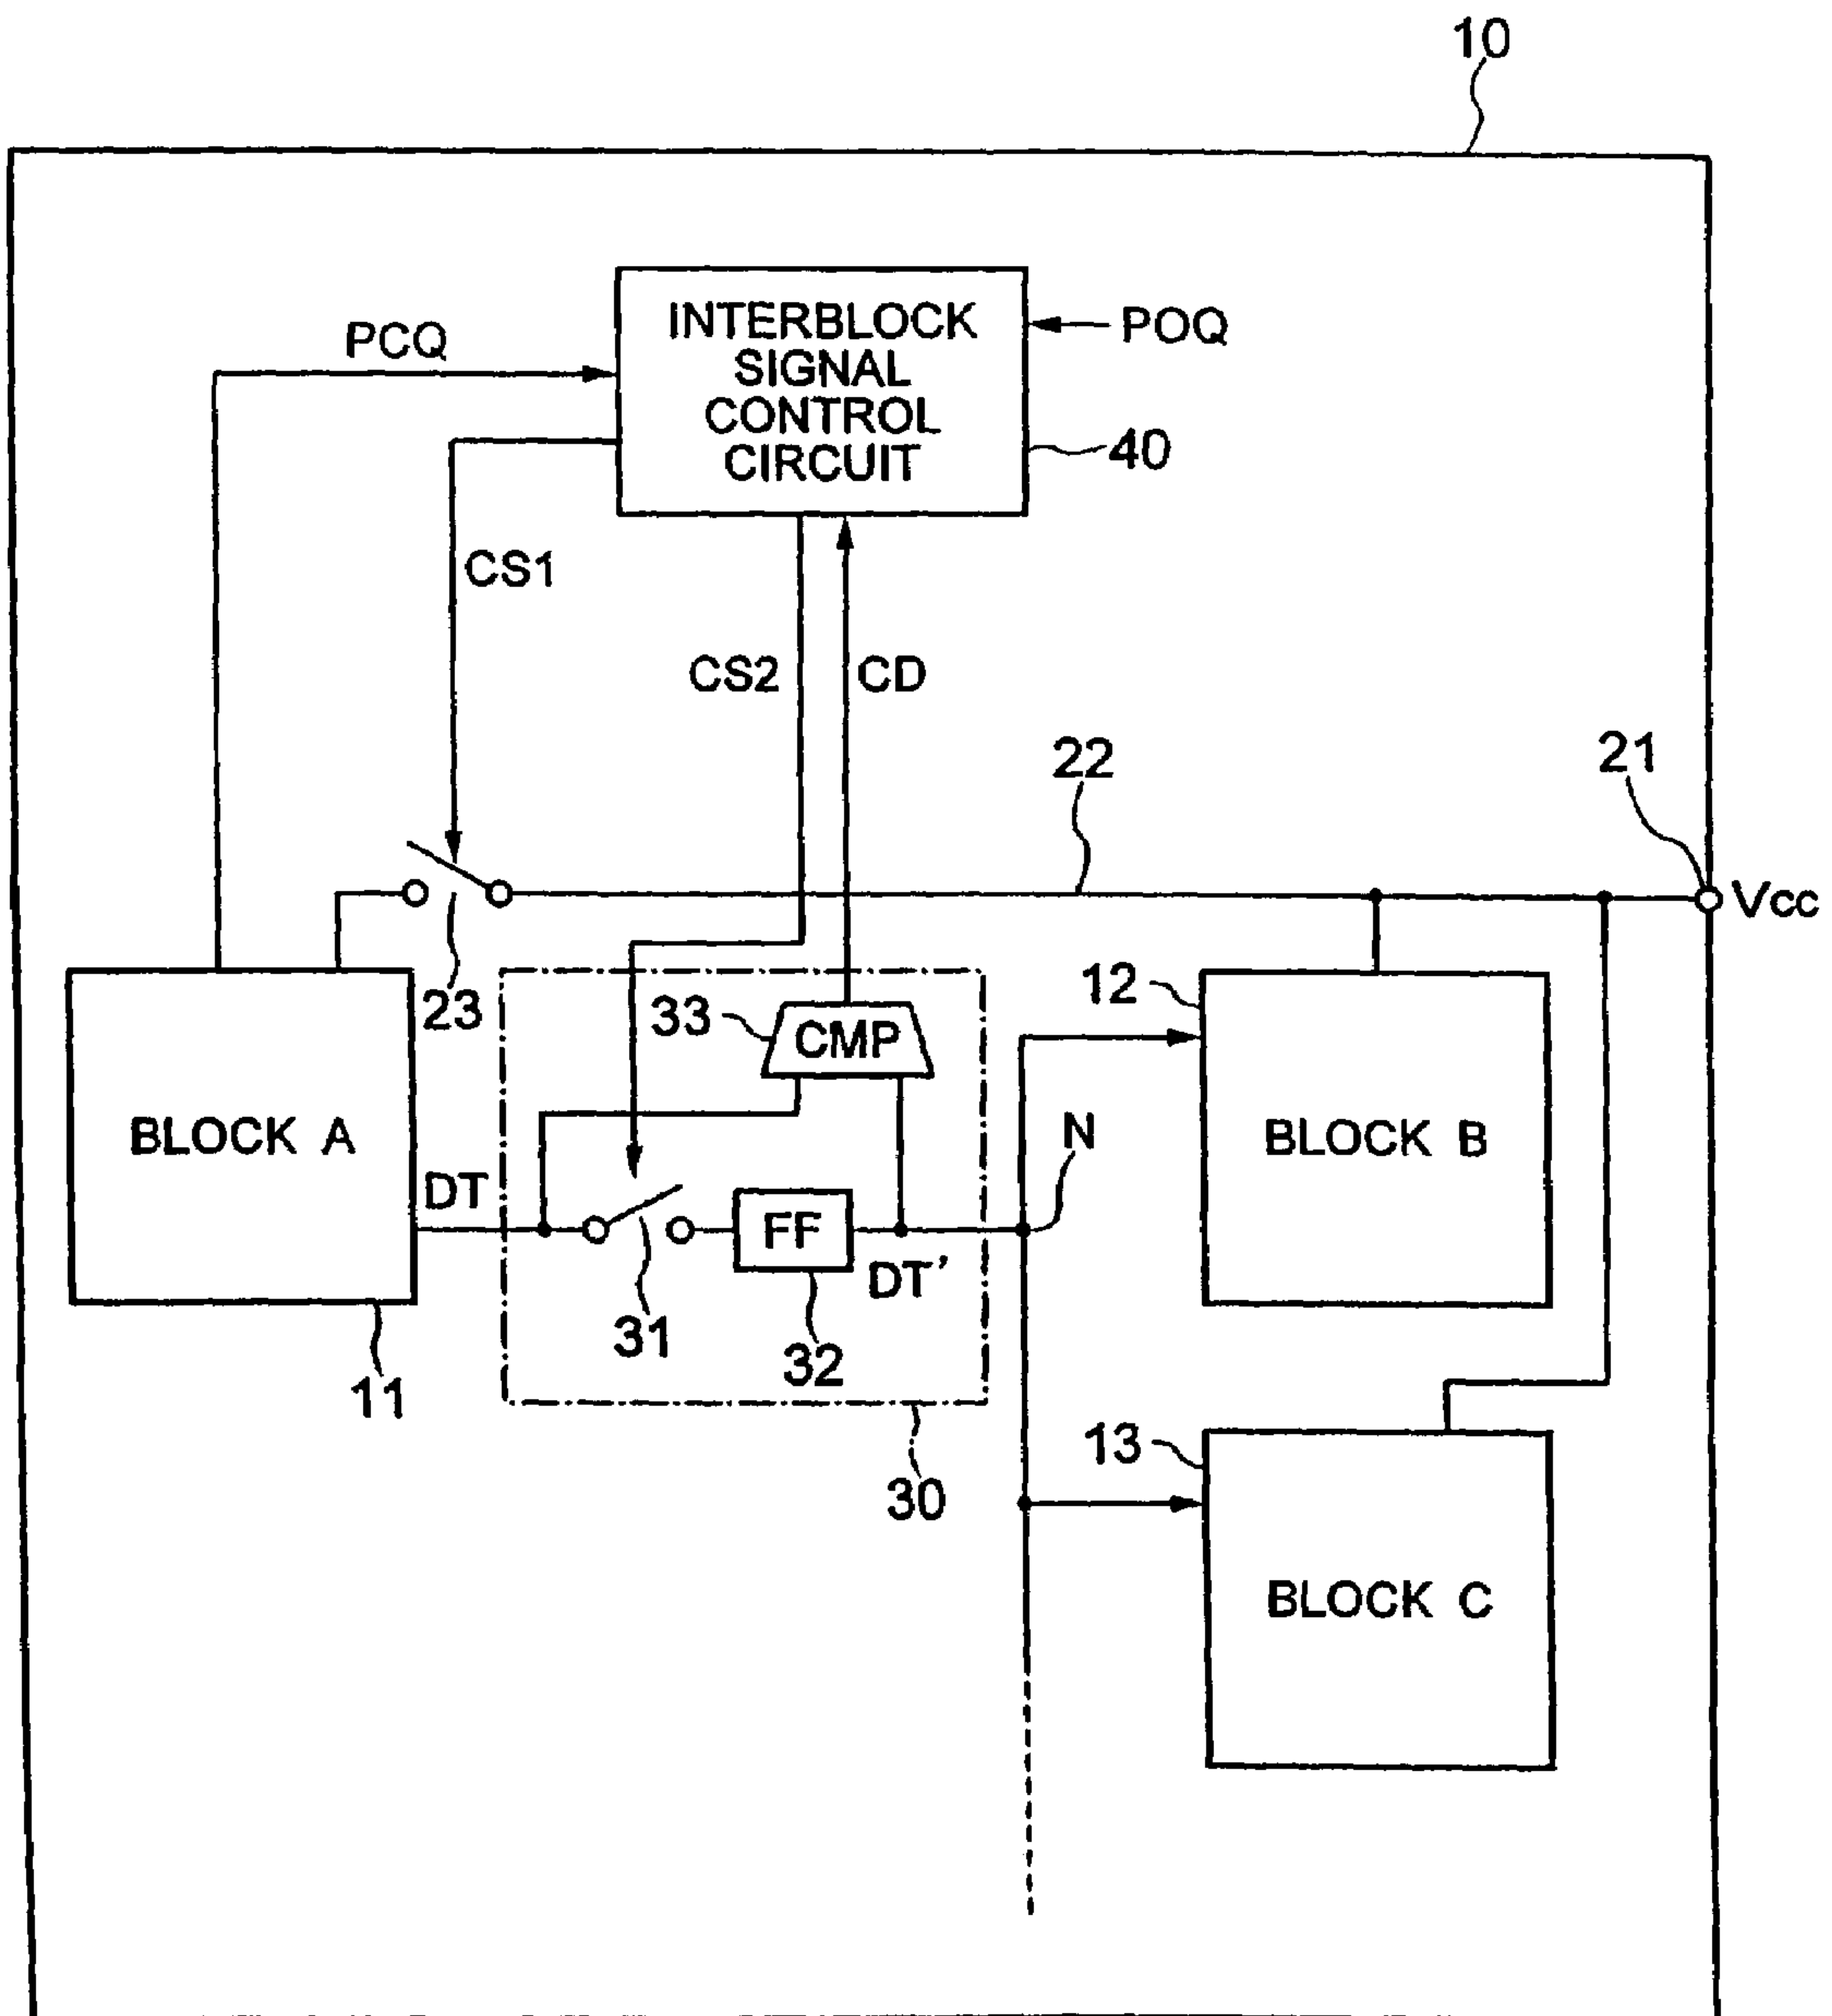 10
INTERBLOCK
SIGNAL
CONTROL
CIRCUIT
POQ
PCQ
40
CS1
CS2
CD
22
21
Vcc
23
33
CMP
12
BLOCK A
BLOCK B
N
DT
FF
DT'
31
32
11
13
30
BLOCK C